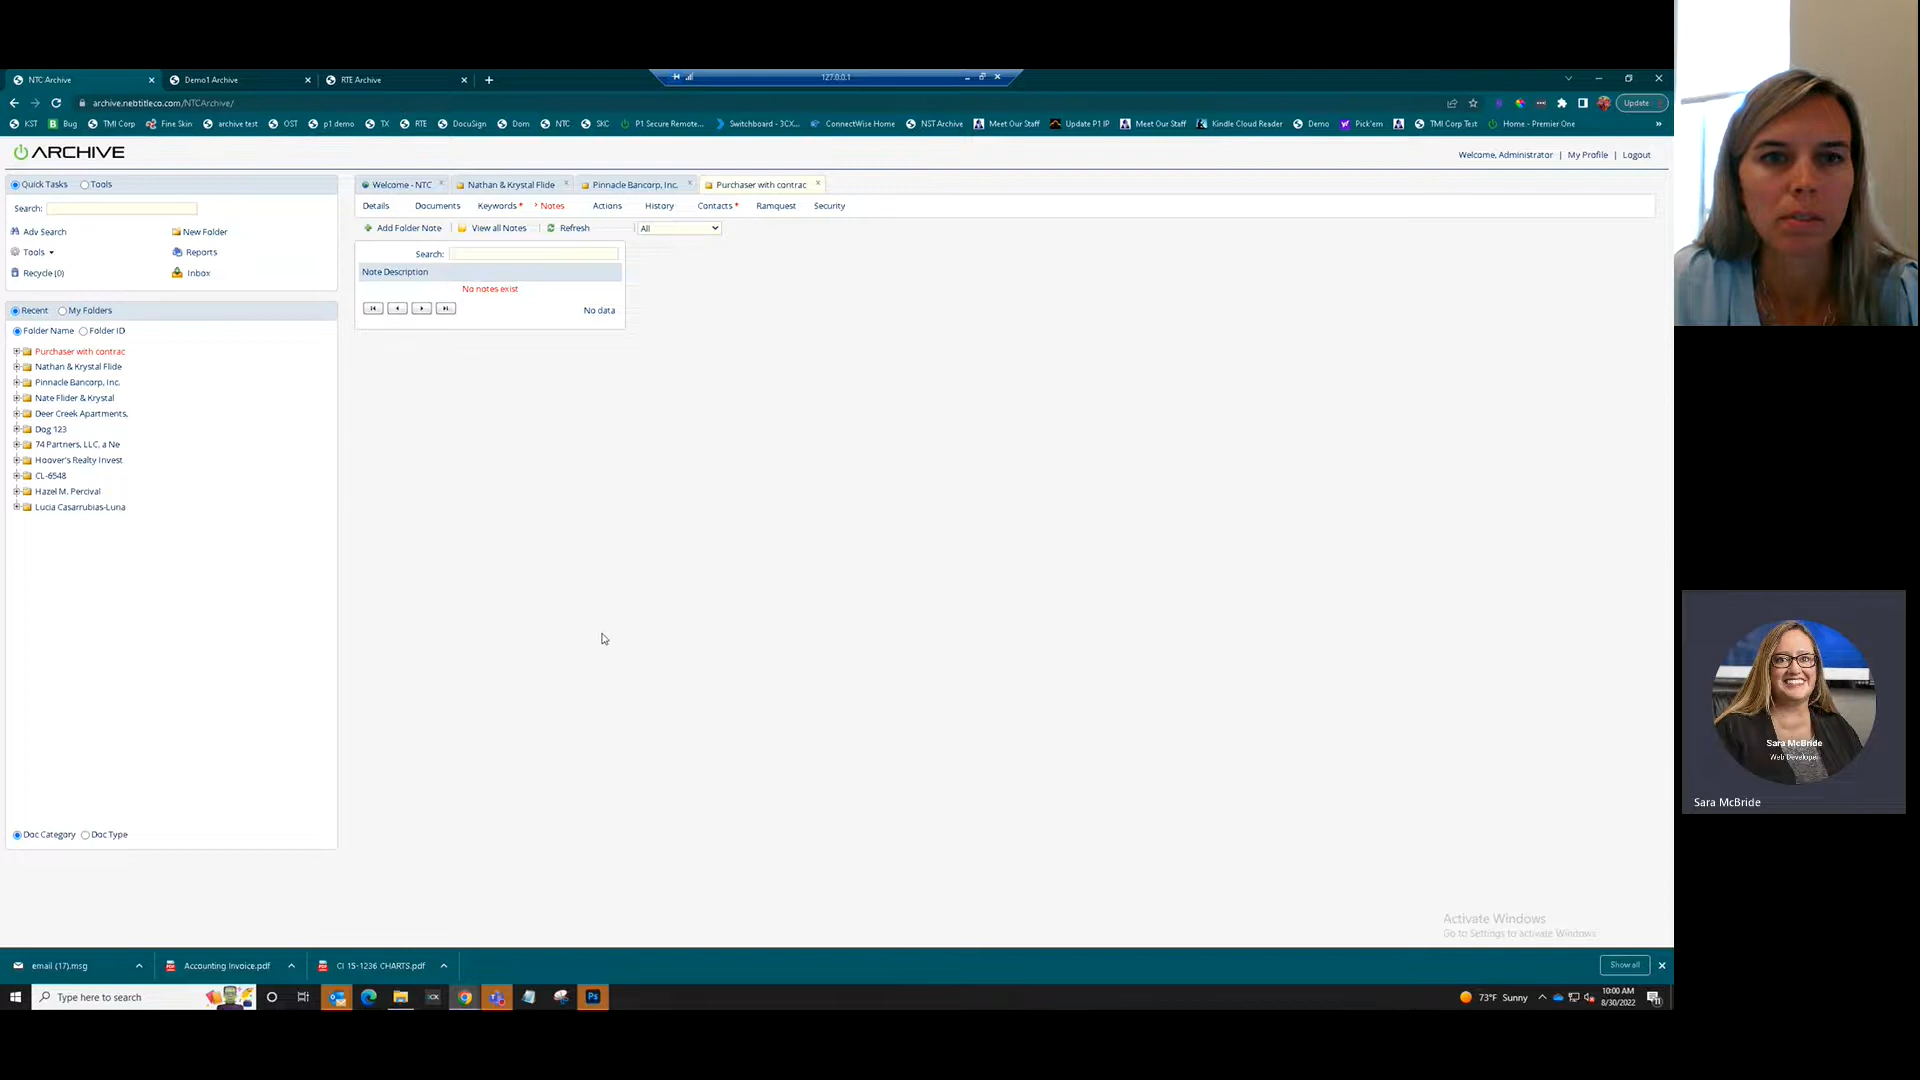 NTC Archive
Demo1 Archive
RTE Archive
127.0.0.1
archive.nebtitleco.com/NTCArchive/
Update
KST Bug TMI Corp Fine Skin archive test OST p1 demo TX RTE DocuSign Dom NTC SKC P1 Secure Remote... Switchboard - 3CX... ConnectWise Home NST Archive Meet Our Staff Update P1 IP Meet Our Staff Kindle Cloud Reader Demo Pick'em TMI Corp Test Home - Premier One »
ARCHIVE
Welcome, Administrator | My Profile | Logout
Quick Tasks Tools
Search:
Adv Search New Folder
Tools Reports
Recycle (0) Inbox
Recent My Folders
Folder Name Folder ID
Purchaser with contrac
Nathan & Krystal Flide
Pinnacle Bancorp, Inc.
Nate Flider & Krystal
Deer Creek Apartments,
Dog 123
74 Partners, LLC, a Ne
Hoover's Realty Invest
CL-6548
Hazel M. Percival
Lucia Casarrubias-Luna
Doc Category Doc Type
Welcome - NTC Nathan & Krystal Flide Pinnacle Bancorp, Inc. Purchaser with contrac
Details Documents Keywords * Notes Actions History Contacts * Ramquest Security
Add Folder Note View all Notes Refresh All
Search:
Note Description
No notes exist
No data
Activate Windows
Go to Settings to activate Windows.
email (17).msg
Accounting Invoice.pdf
CI 15-1236 CHARTS.pdf
Show all
Type here to search
73°F Sunny
10:00 AM
8/30/2022
Sara McBride
Web Developer
Sara McBride